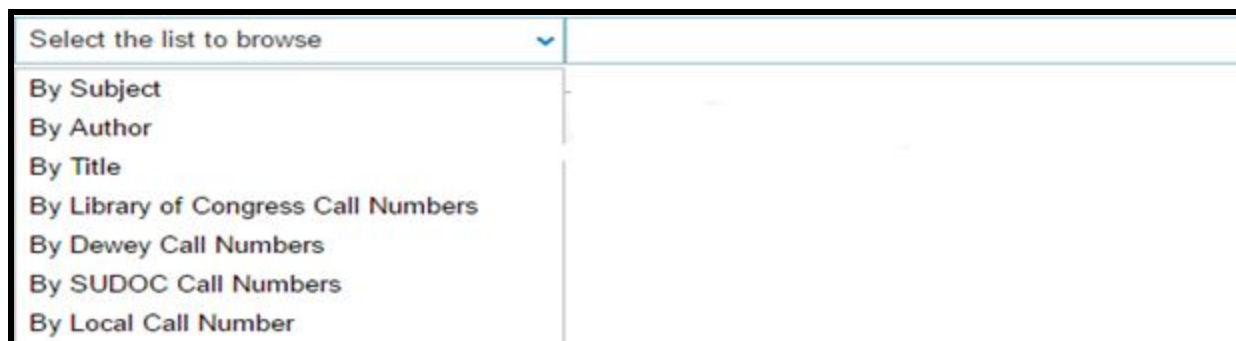 Select the list to browse
By Subject
By Author
By Title
By Library of Congress Call Numbers
By Dewey Call Numbers
By SUDOC Call Numbers
By Local Call Number